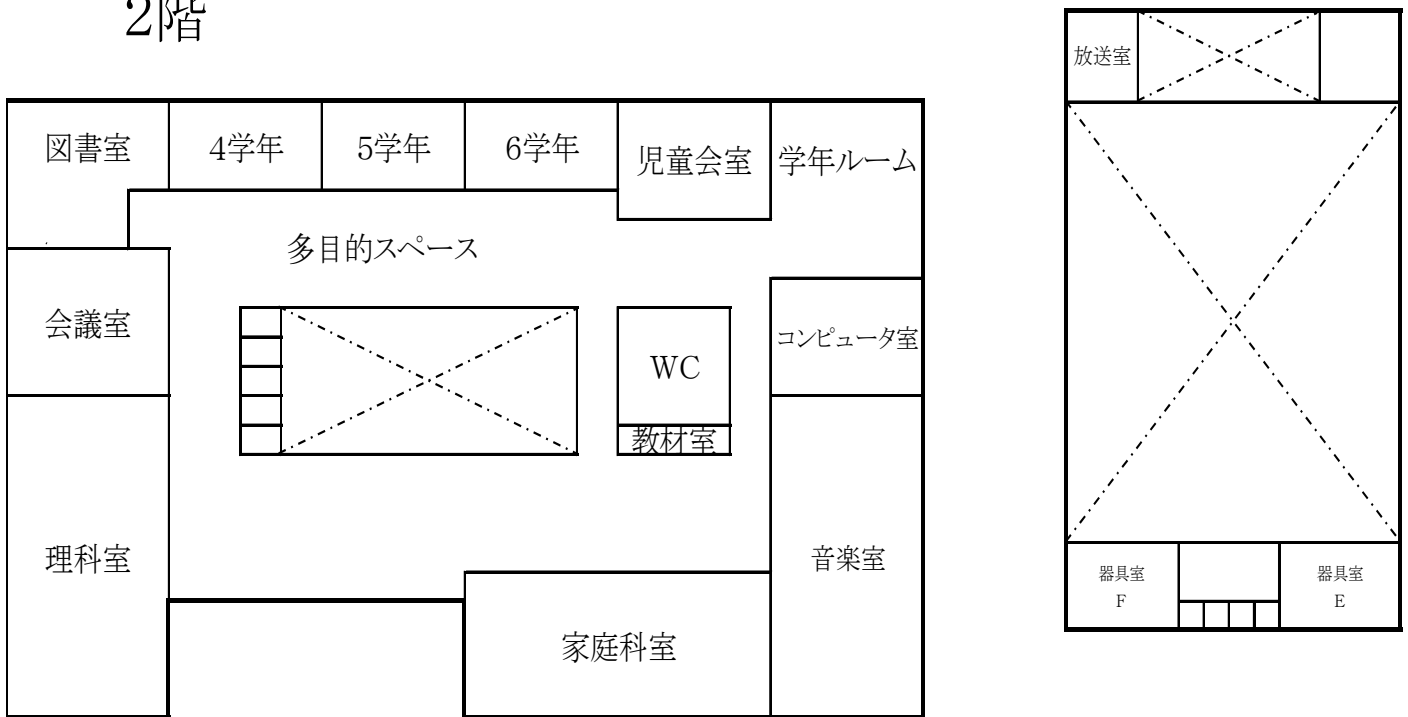 2階
放送室
図書室
4学年
5学年
6学年
児童会室
学年ルーム
多目的スペース
会議室
コンピュータ室
WC
教材室
理科室
音楽室
家庭科室
器具室
F
器具室
E